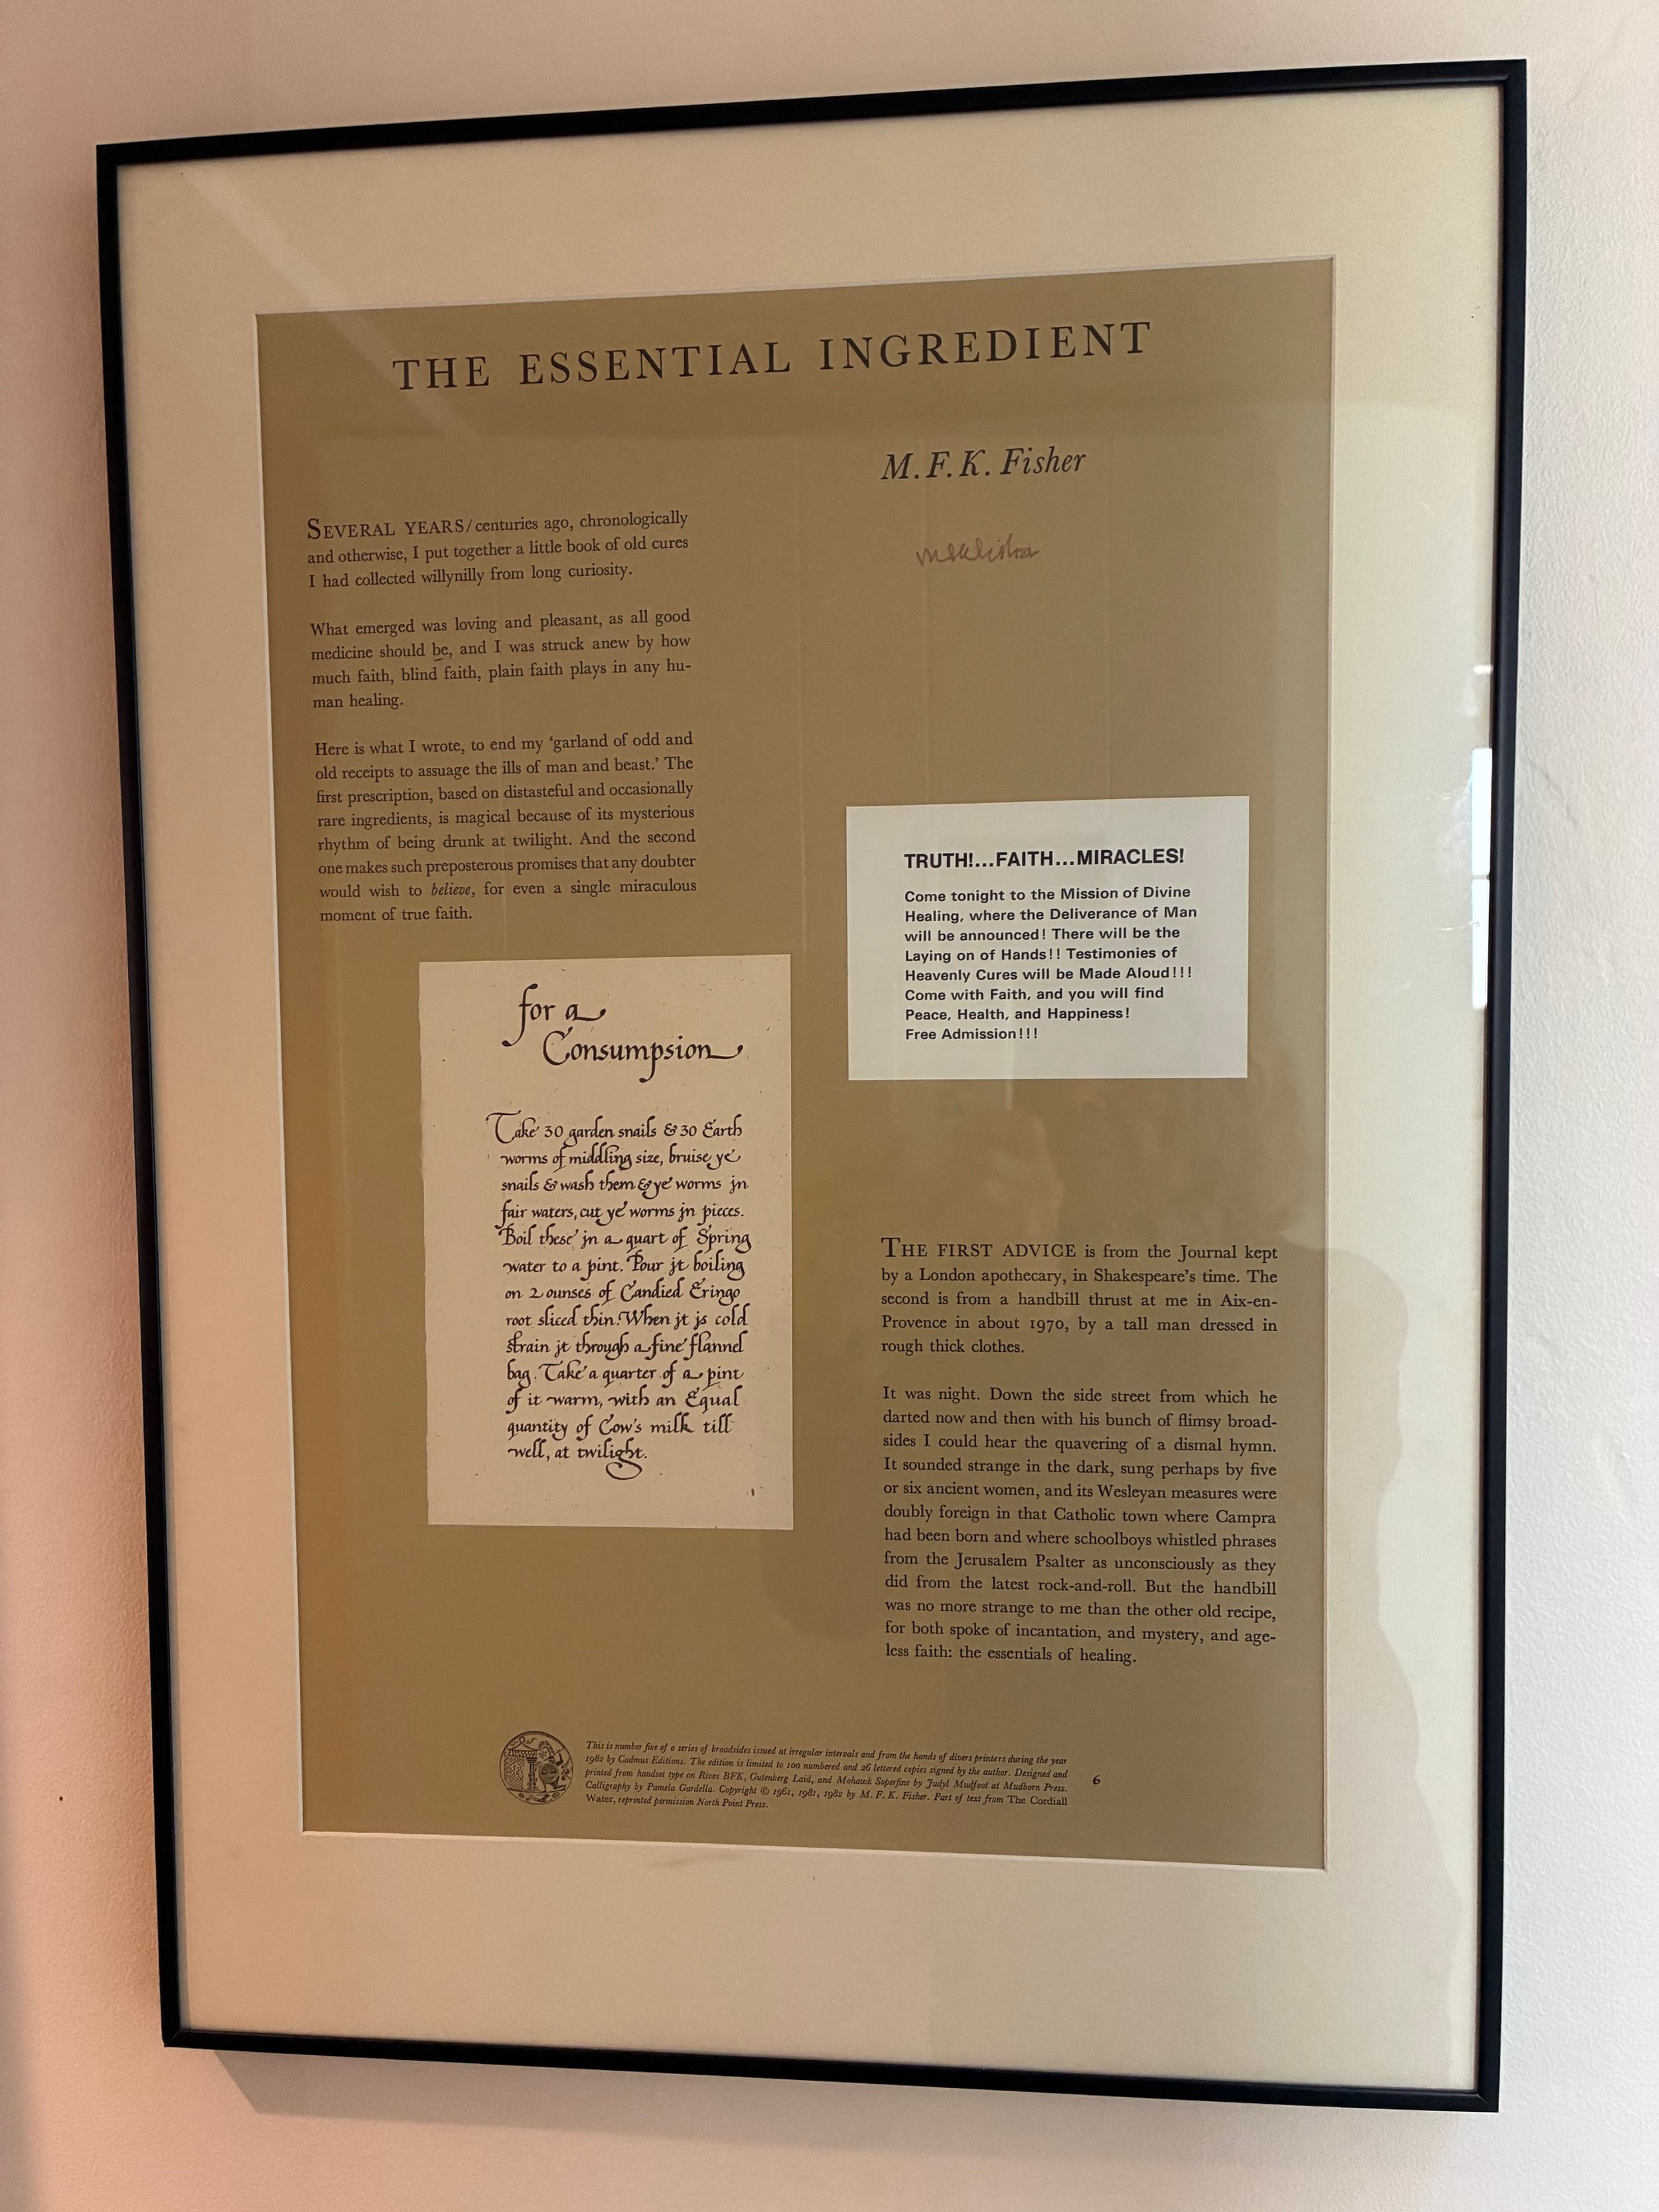 THE ESSENTIAL INGREDIENT
M. F. K. Fisher
SEVERAL YEARS/centuries ago, chronologically
and otherwise, I put together a little book of old cures
I had collected willynilly from long curiosity.
What emerged was loving and pleasant, as all good
medicine should be, and I was struck anew by how
much faith, blind faith, plain faith plays in any hu-
man healing.
Here is what I wrote, to end my ‘garland of odd and
old receipts to assuage the ills of man and beast.’ The
first prescription, based on distasteful and occasionally
rare ingredients, is magical because of its mysterious
rhythm of being drunk at twilight. And the second
one makes such preposterous promises that any doubter
would wish to believe, for even a single miraculous
moment of true faith.
for a
Consumpsion
Take 30 garden snails & 30 Earth
worms of middling size, bruise ye
snails & wash them & ye worms jn
fair waters, cut ye worms jn pieces.
Boil these jn a quart of Spring
water to a pint. Pour jt boiling
on 2 ounses of Candied Eringo
root sliced thin. When jt js cold
strain jt through a fine flannel
bag. Take a quarter of a pint
of it warm, with an Equal
quantity of Cow's milk till
well, at twilight.
TRUTH!...FAITH...MIRACLES!
Come tonight to the Mission of Divine
Healing, where the Deliverance of Man
will be announced! There will be the
Laying on of Hands!! Testimonies of
Heavenly Cures will be Made Aloud!!!
Come with Faith, and you will find
Peace, Health, and Happiness!
Free Admission!!!
THE FIRST ADVICE is from the Journal kept
by a London apothecary, in Shakespeare's time. The
second is from a handbill thrust at me in Aix-en-
Provence in about 1970, by a tall man dressed in
rough thick clothes.
It was night. Down the side street from which he
darted now and then with his bunch of flimsy broad-
sides I could hear the quavering of a dismal hymn.
It sounded strange in the dark, sung perhaps by five
or six ancient women, and its Wesleyan measures were
doubly foreign in that Catholic town where Campra
had been born and where schoolboys whistled phrases
from the Jerusalem Psalter as unconsciously as they
did from the latest rock-and-roll. But the handbill
was no more strange to me than the other old recipe,
for both spoke of incantation, and mystery, and age-
less faith: the essentials of healing.
This is number five of a series of broadsides issued at irregular intervals and from the hands of divers printers during the year
1982 by Cadmus Editions. The edition is limited to 100 numbered and 26 lettered copies signed by the author. Designed and
printed from handset type on Rives BFK, Gutenberg Laid, and Mohawk Soperfine by Judyl Mudfoot at Mudborn Press.
Calligraphy by Pamela Gardella. Copyright © 1961, 1981, 1982 by M. F. K. Fisher. Part of text from The Cordiall
Water, reprinted permission North Point Press.
6